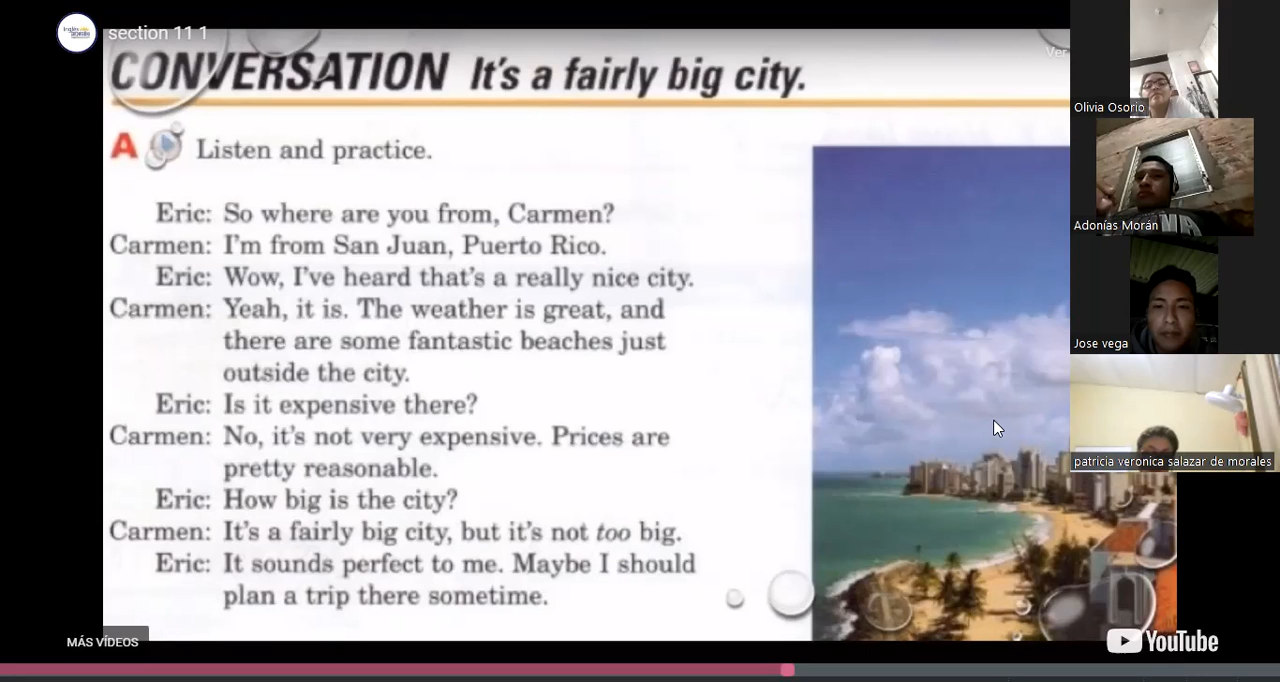 section 11 1
Ver
CONVERSATION It's a fairly big city.
A Listen and practice.
Eric: So where are you from, Carmen?
Carmen: I'm from San Juan, Puerto Rico.
Eric: Wow, I've heard that's a really nice city.
Carmen: Yeah, it is. The weather is great, and
there are some fantastic beaches just
outside the city.
Eric: Is it expensive there?
Carmen: No, it's not very expensive. Prices are
pretty reasonable.
Eric: How big is the city?
Carmen: It's a fairly big city, but it's not too big.
Eric: It sounds perfect to me. Maybe I should
plan a trip there sometime.
MÁS VÍDEOS
YouTube
Olivia Osorio
Adonías Morán
Jose vega
patricia veronica salazar de morales